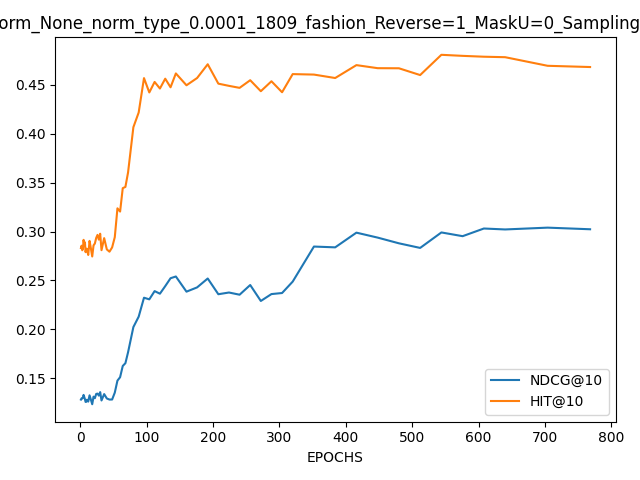 orm_None_norm_type_0.0001_1809_fashion_Reverse=1_MaskU=0_Sampling
0.45
0.40
0.35
0.30
0.25
0.20
0.15
NDCG@10
HIT@10
0 100 200 300 400 500 600 700 800
EPOCHS